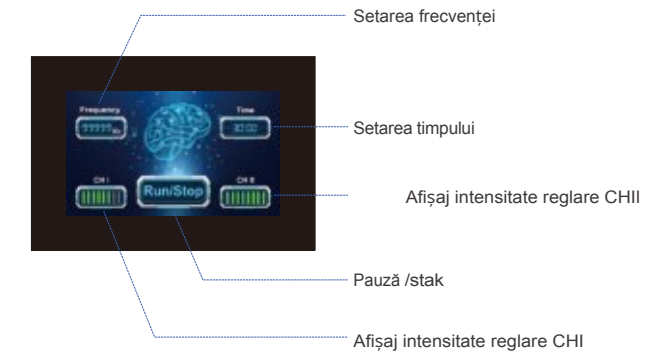 Setarea frecvenței
Frequency
Hz
Time
Setarea timpului
CH I
Run/Stop
CH II
Afișaj intensitate reglare CHII
Pauză /stak
Afișaj intensitate reglare CHI